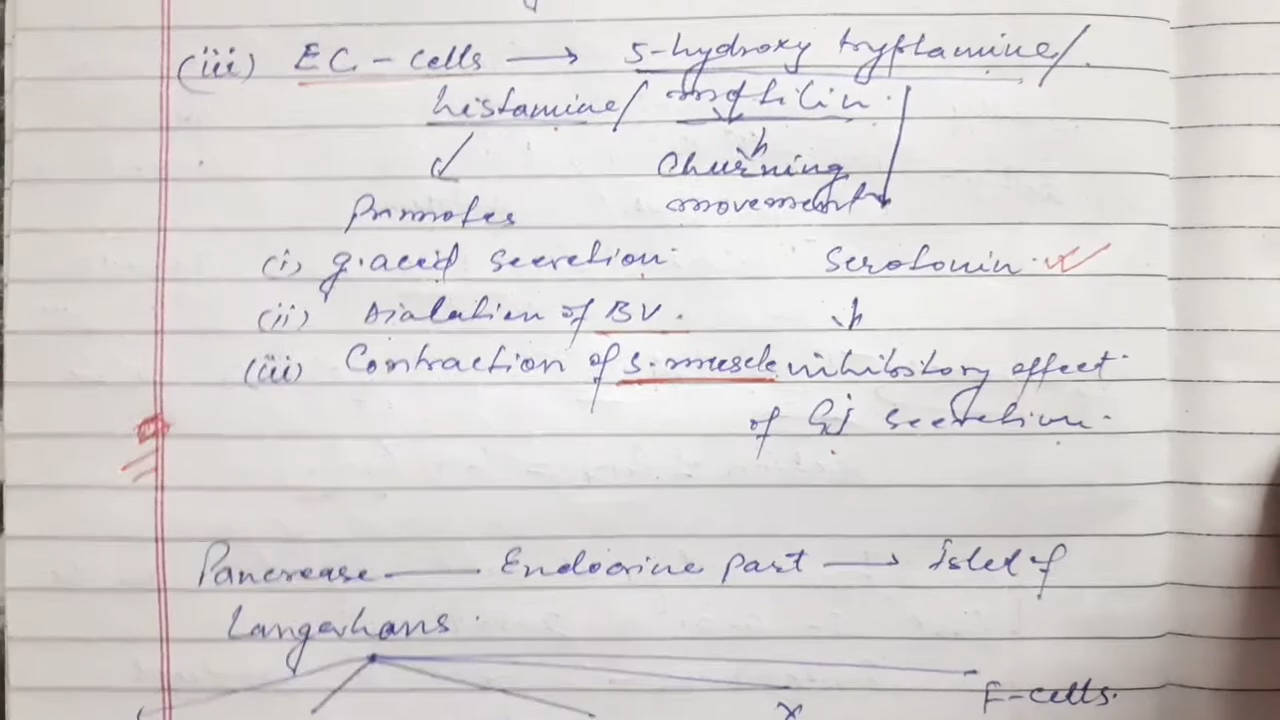 (iii) EC - cells → 5-hydroxy tryptamine/
histamine/ motilin.
Churning
movement
Promotes
(i) g. acid secretion. Serotonin.
(ii) Dialation of BV.
(iii) Contraction of s. muscle inhibitory effect
of GI secretion.
Pancrease — Endocrine part → islet of
Langerhans.
F-cells.